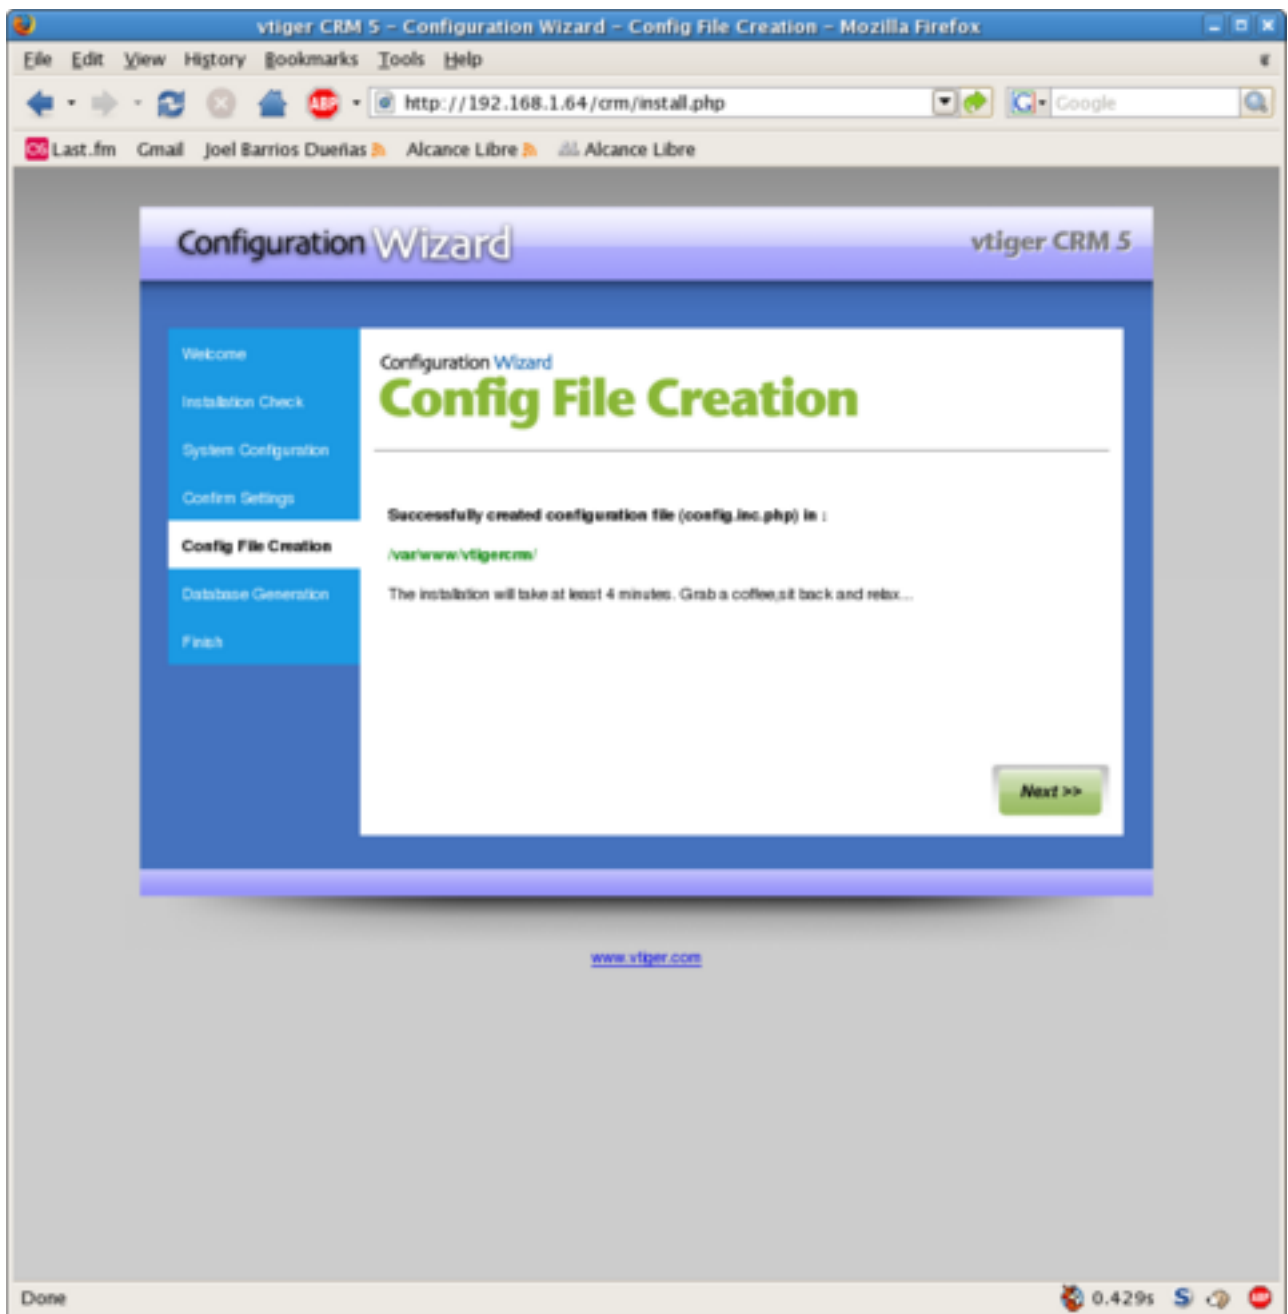 vtiger CRM 5 – Configuration Wizard – Config File Creation – Mozilla Firefox
File Edit View History Bookmarks Tools Help
ABP http://192.168.1.64/crm/install.php G Google
Last.fm Gmail Joel Barrios Dueñas Alcance Libre Alcance Libre
Configuration Wizard vtiger CRM 5
Welcome
Installation Check
System Configuration
Confirm Settings
Config File Creation
Database Generation
Finish
Configuration Wizard
Config File Creation
Successfully created configuration file (config.inc.php) in :
/var/www/vtigercrm/
The installation will take at least 4 minutes. Grab a coffee,sit back and relax...
Next >>
www.vtiger.com
Done 0.429s S